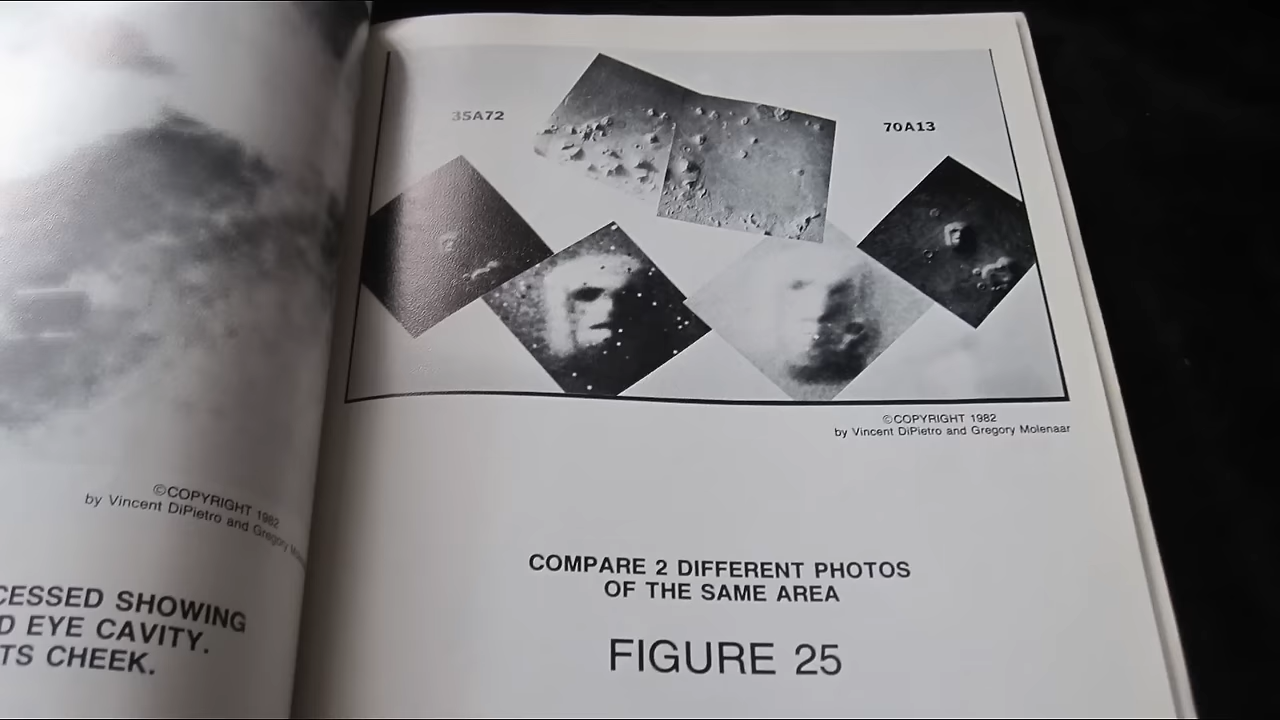 ©COPYRIGHT 1982
by Vincent DiPietro and Gregory
CESSED SHOWING
D EYE CAVITY.
TS CHEEK.
35A72
70A13
©COPYRIGHT 1982
by Vincent DiPietro and Gregory Molenaar
COMPARE 2 DIFFERENT PHOTOS
OF THE SAME AREA
FIGURE 25